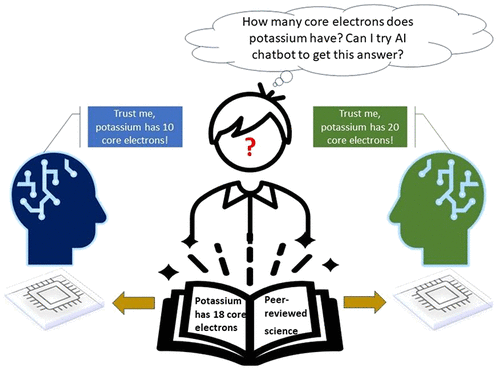 How many core electrons does
potassium have? Can I try AI
chatbot to get this answer?
Trust me,
potassium has 10
core electrons!
Trust me,
potassium has 20
core electrons!
?
Potassium
has 18 core
electrons
Peer-
reviewed
science